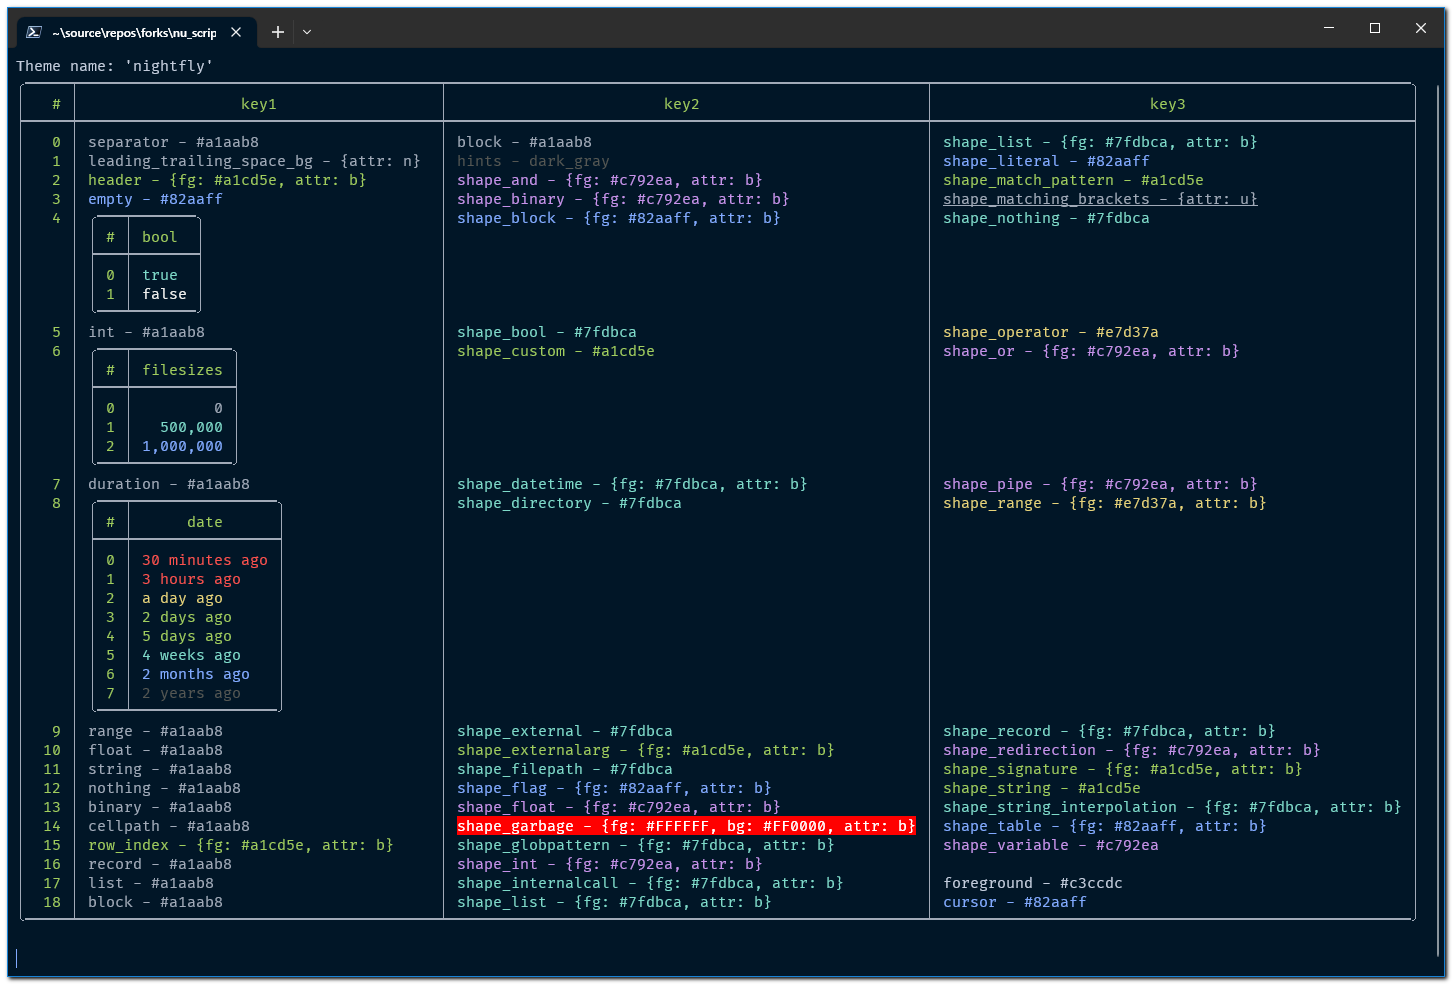 ~\source\repos\forks\nu_scrip
Theme name: 'nightfly'
# key1 key2 key3
0 separator - #a1aab8 block - #a1aab8 shape_list - {fg: #7fdbca, attr: b}
1 leading_trailing_space_bg - {attr: n} hints - dark_gray shape_literal - #82aaff
2 header - {fg: #a1cd5e, attr: b} shape_and - {fg: #c792ea, attr: b} shape_match_pattern - #a1cd5e
3 empty - #82aaff shape_binary - {fg: #c792ea, attr: b} shape_matching_brackets - {attr: u}
4 shape_block - {fg: #82aaff, attr: b} shape_nothing - #7fdbca
# bool
0 true
1 false
5 int - #a1aab8 shape_bool - #7fdbca shape_operator - #e7d37a
6 shape_custom - #a1cd5e shape_or - {fg: #c792ea, attr: b}
# filesizes
0 0
1 500,000
2 1,000,000
7 duration - #a1aab8 shape_datetime - {fg: #7fdbca, attr: b} shape_pipe - {fg: #c792ea, attr: b}
8 shape_directory - #7fdbca shape_range - {fg: #e7d37a, attr: b}
# date
0 30 minutes ago
1 3 hours ago
2 a day ago
3 2 days ago
4 5 days ago
5 4 weeks ago
6 2 months ago
7 2 years ago
9 range - #a1aab8 shape_external - #7fdbca shape_record - {fg: #7fdbca, attr: b}
10 float - #a1aab8 shape_externalarg - {fg: #a1cd5e, attr: b} shape_redirection - {fg: #c792ea, attr: b}
11 string - #a1aab8 shape_filepath - #7fdbca shape_signature - {fg: #a1cd5e, attr: b}
12 nothing - #a1aab8 shape_flag - {fg: #82aaff, attr: b} shape_string - #a1cd5e
13 binary - #a1aab8 shape_float - {fg: #c792ea, attr: b} shape_string_interpolation - {fg: #7fdbca, attr: b}
14 cellpath - #a1aab8 shape_garbage - {fg: #FFFFFF, bg: #FF0000, attr: b} shape_table - {fg: #82aaff, attr: b}
15 row_index - {fg: #a1cd5e, attr: b} shape_globpattern - {fg: #7fdbca, attr: b} shape_variable - #c792ea
16 record - #a1aab8 shape_int - {fg: #c792ea, attr: b}
17 list - #a1aab8 shape_internalcall - {fg: #7fdbca, attr: b} foreground - #c3ccdc
18 block - #a1aab8 shape_list - {fg: #7fdbca, attr: b} cursor - #82aaff